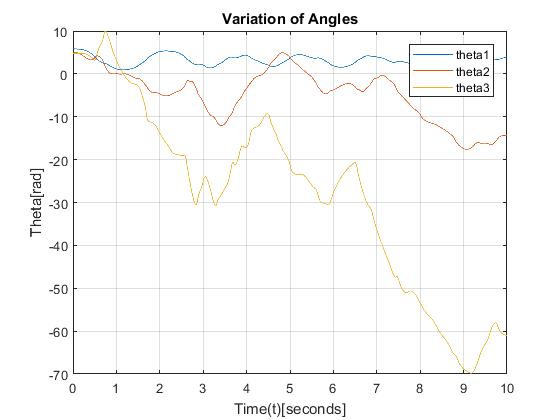 Variation of Angles
10
0
-10
-20
-30
-40
-50
-60
-70
Theta[rad]
theta1
theta2
theta3
0 1 2 3 4 5 6 7 8 9 10
Time(t)[seconds]